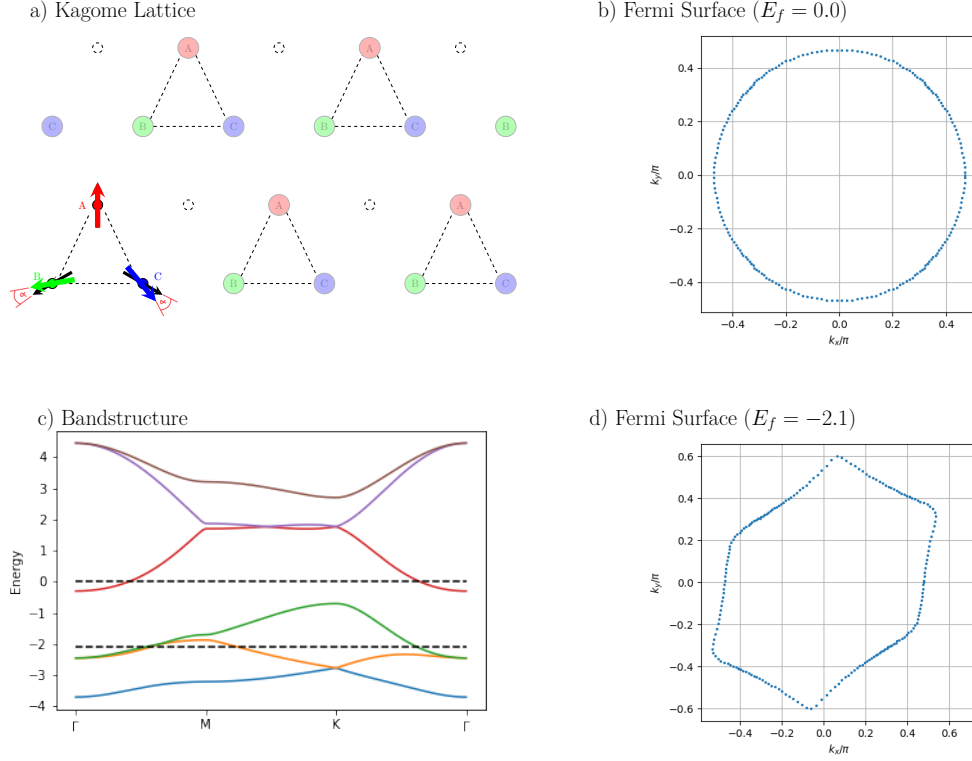 a) Kagome Lattice
A A
C B C B C B
A A A
B C B C B C
α α
b) Fermi Surface (E_f = 0.0)
0.4
0.2
0.0
−0.2
−0.4
k_y/π
−0.4 −0.2 0.0 0.2 0.4
k_x/π
c) Bandstructure
4
3
2
1
0
−1
−2
−3
−4
Energy
Γ M K Γ
d) Fermi Surface (E_f = −2.1)
0.6
0.4
0.2
0.0
−0.2
−0.4
−0.6
k_y/π
−0.4 −0.2 0.0 0.2 0.4 0.6
k_x/π